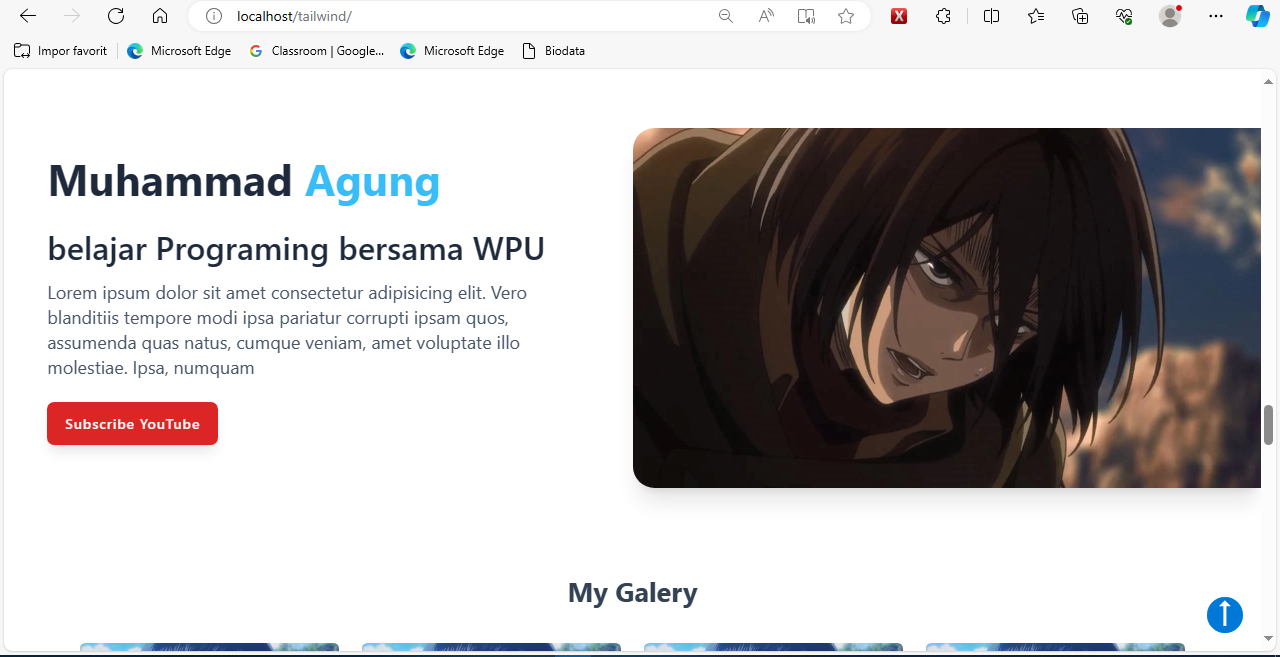 localhost/tailwind/
Impor favorit
Microsoft Edge
Classroom | Google...
Microsoft Edge
Biodata
Muhammad Agung
belajar Programing bersama WPU
Lorem ipsum dolor sit amet consectetur adipisicing elit. Vero
blanditiis tempore modi ipsa pariatur corrupti ipsam quos,
assumenda quas natus, cumque veniam, amet voluptate illo
molestiae. Ipsa, numquam
Subscribe YouTube
My Galery